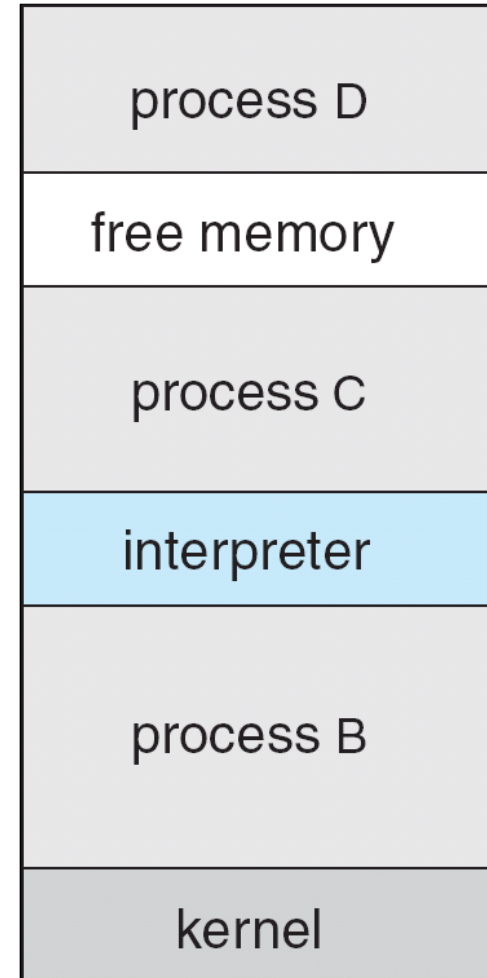 process D
free memory
process C
interpreter
process B
kernel